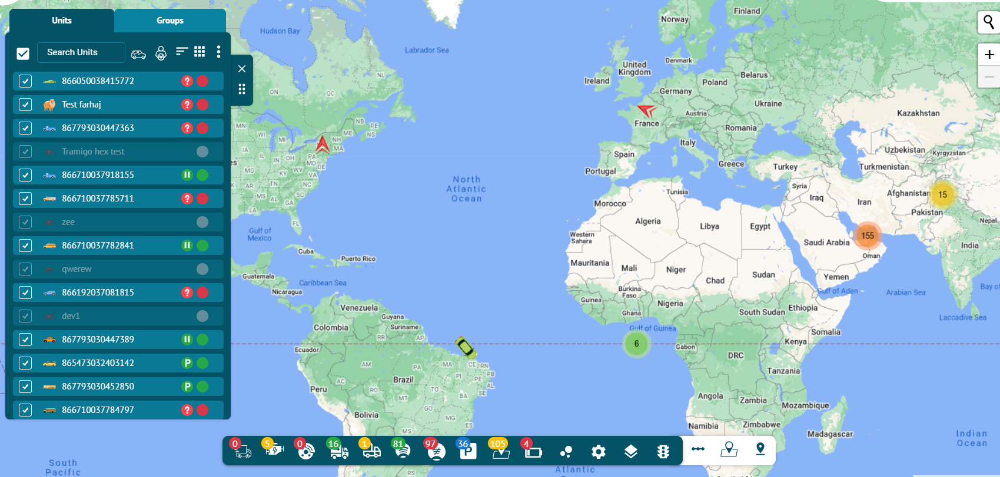 Units
Groups
Search Units
866050038415772
?
Test farhaj
?
867793030447363
?
Tramigo hex test
866710037918155
866710037785711
?
zee
866710037782841
qwerew
866192037081815
?
dev1
867793030447389
865473032403142
P
867793030452850
P
866710037784797
?
Hudson Bay
Labrador Sea
Finland
Norway
United
Kingdom
Denmark
Ireland
Belarus
Poland
Germany
Ukraine
Austria
Kazakhstan
France
Romania
Italy
Uzbekistan
Kyrgyzstan
Spain
Greece
Turkey
Turkmenistan
Portugal
NL
ON
QC
NB
PE
MN
WI
MI
NH
ME
NS
MA
IA
IL
IN
OH
PA
MD
DE
MO
KY
WV
VA
AR
TN
NC
MS
AL
SC
GA
LA
FL
es
North
Atlantic
Ocean
Tunisia
Syria
Iraq
Iran
Afghanistan
15
Pakistan
Nepal
Morocco
Algeria
Libya
Egypt
Western
Sahara
Saudi Arabia
155
Oman
India
Gulf of
Mexico
Cuba
Puerto Rico
Mauritania
Mali
Niger
Chad
Sudan
Yemen
Guatemala
Caribbean Sea
Nicaragua
Burkina
Faso
Gulf of Aden
Arabian Sea
Bay of
Guinea
Nigeria
Ghana
South Sudan
Ethiopia
Laccadive Sea
Venezuela
Guyana
Suriname
Colombia
Gulf of Guinea
Somalia
RR
AP
Ecuador
6
Gabon
Kenya
DRC
AM
PA
MA
CE
RN
PB
PE
AL
SE
PI
Tanzania
Brazil
AC
RO
TO
BA
Peru
MT
GO
MG
ES
MS
RS
Bolivia
Angola
Zambia
Mozambique
Namibia
Zimbabwe
Madagascar
Indian
Ocean
South
Pacific
Atlantic
0
5
0
16
1
81
97
36
P
105
4